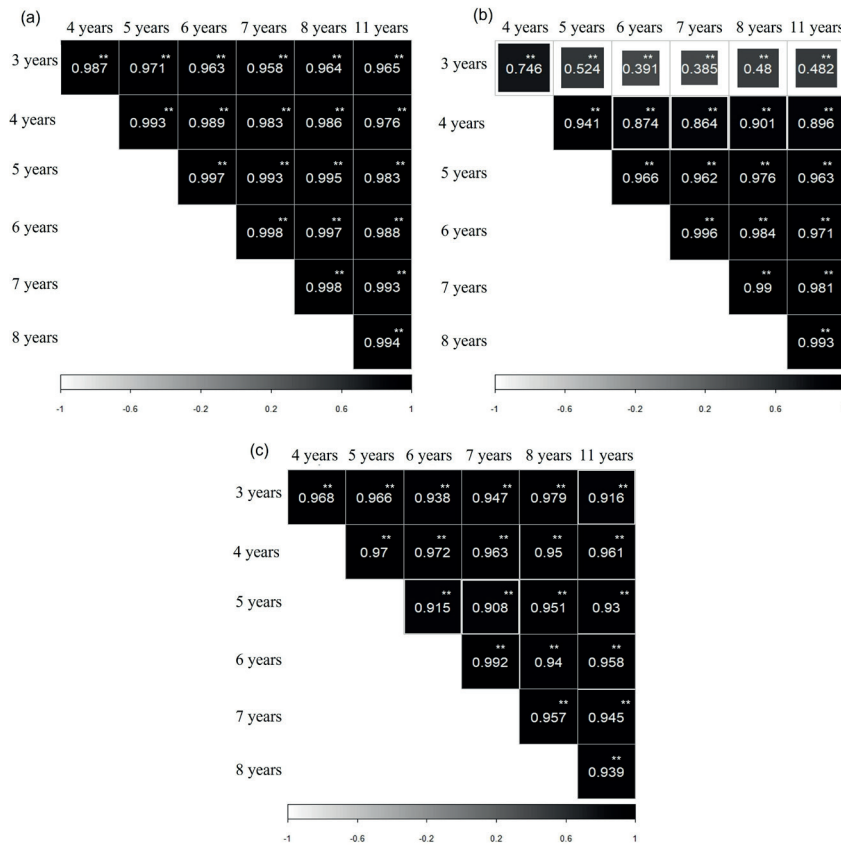 (a)
4 years 5 years 6 years 7 years 8 years 11 years
3 years 0.987** 0.971** 0.963** 0.958** 0.964** 0.965**
4 years 0.993** 0.989** 0.983** 0.986** 0.976**
5 years 0.997** 0.993** 0.995** 0.983**
6 years 0.998** 0.997** 0.988**
7 years 0.998** 0.993**
8 years 0.994**
-1 -0.6 -0.2 0.2 0.6 1
(b)
4 years 5 years 6 years 7 years 8 years 11 years
3 years 0.746** 0.524** 0.391** 0.385** 0.48** 0.482**
4 years 0.941** 0.874** 0.864** 0.901** 0.896**
5 years 0.966** 0.962** 0.976** 0.963**
6 years 0.996** 0.984** 0.971**
7 years 0.99** 0.981**
8 years 0.993**
-1 -0.6 -0.2 0.2 0.6
(c)
4 years 5 years 6 years 7 years 8 years 11 years
3 years 0.968** 0.966** 0.938** 0.947** 0.979** 0.916**
4 years 0.97** 0.972** 0.963** 0.95** 0.961**
5 years 0.915** 0.908** 0.951** 0.93**
6 years 0.992** 0.94** 0.958**
7 years 0.957** 0.945**
8 years 0.939**
-1 -0.6 -0.2 0.2 0.6 1